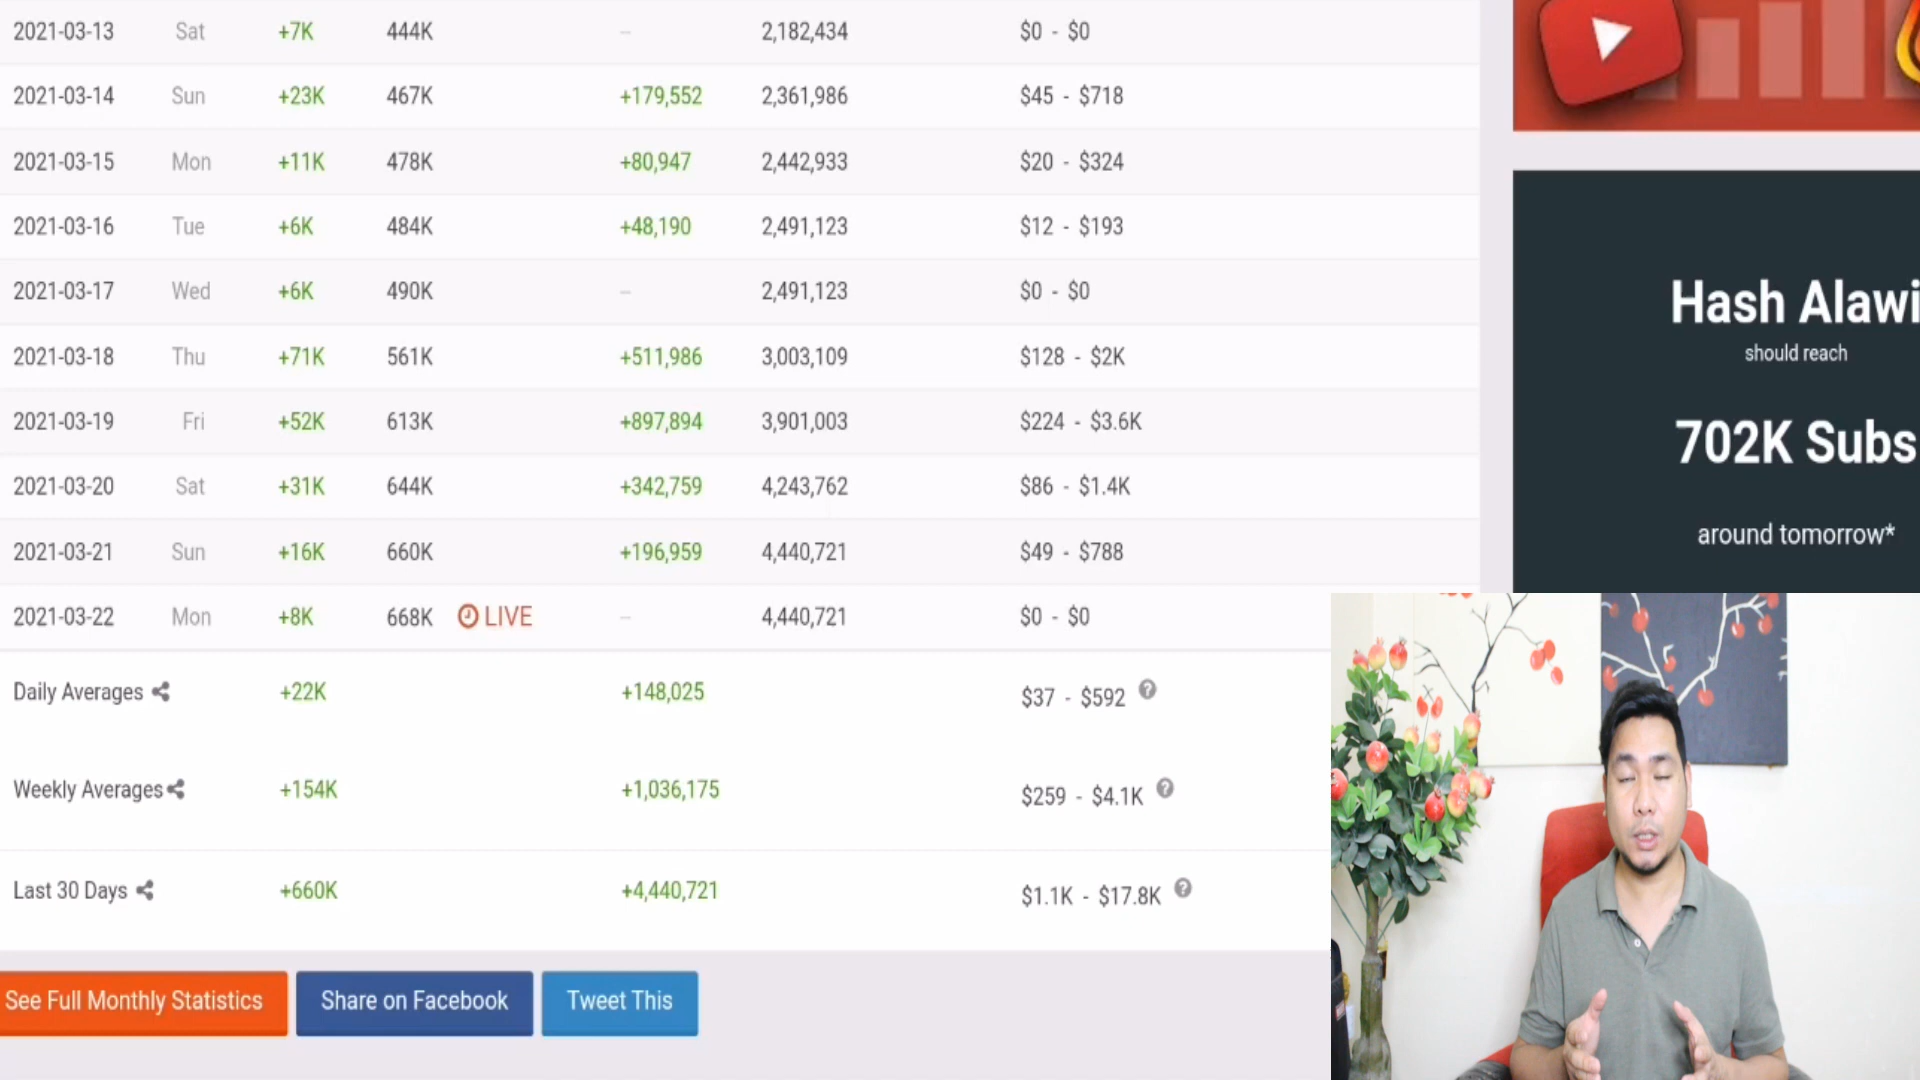 2021-03-13 Sat +7K 444K -- 2,182,434 $0 - $0
2021-03-14 Sun +23K 467K +179,552 2,361,986 $45 - $718
2021-03-15 Mon +11K 478K +80,947 2,442,933 $20 - $324
2021-03-16 Tue +6K 484K +48,190 2,491,123 $12 - $193
2021-03-17 Wed +6K 490K -- 2,491,123 $0 - $0
2021-03-18 Thu +71K 561K +511,986 3,003,109 $128 - $2K
2021-03-19 Fri +52K 613K +897,894 3,901,003 $224 - $3.6K
2021-03-20 Sat +31K 644K +342,759 4,243,762 $86 - $1.4K
2021-03-21 Sun +16K 660K +196,959 4,440,721 $49 - $788
2021-03-22 Mon +8K 668K LIVE -- 4,440,721 $0 - $0
Daily Averages +22K +148,025 $37 - $592 ?
Weekly Averages +154K +1,036,175 $259 - $4.1K ?
Last 30 Days +660K +4,440,721 $1.1K - $17.8K ?
See Full Monthly Statistics
Share on Facebook
Tweet This
Hash Alawi
should reach
702K Subs
around tomorrow*